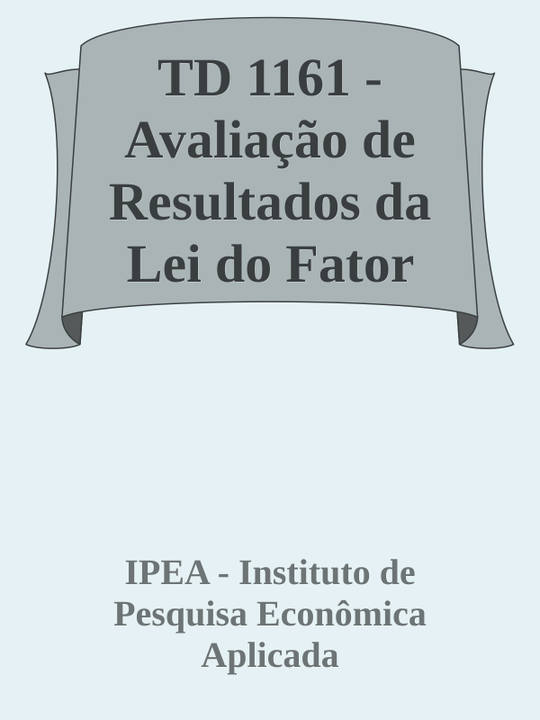 TD 1161 -
Avaliação de
Resultados da
Lei do Fator
IPEA - Instituto de
Pesquisa Econômica
Aplicada